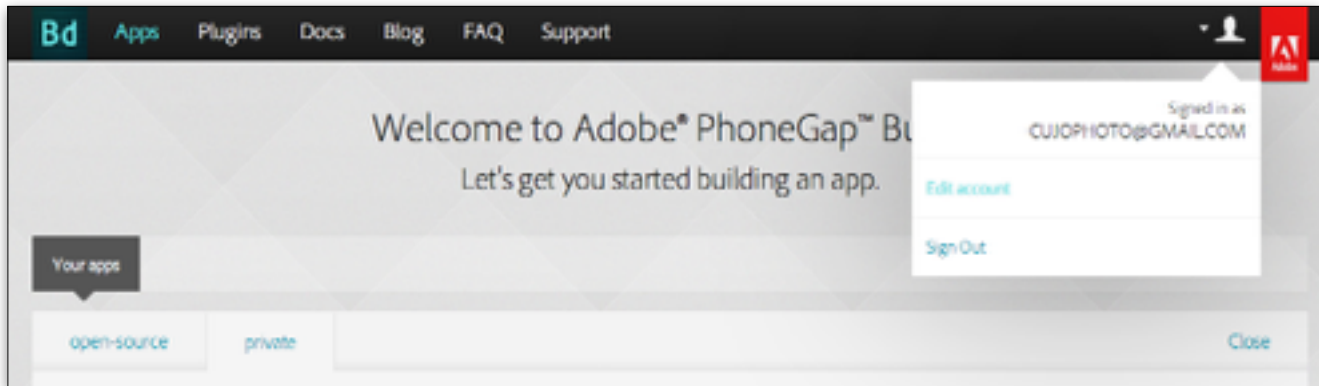 Bd Apps Plugins Docs Blog FAQ Support
Adobe
Signed in as
CUJOPHOTO@GMAIL.COM
Welcome to Adobe® PhoneGap™ Bu
Let's get you started building an app.
Edit account
Sign Out
Your apps
open-source private Close